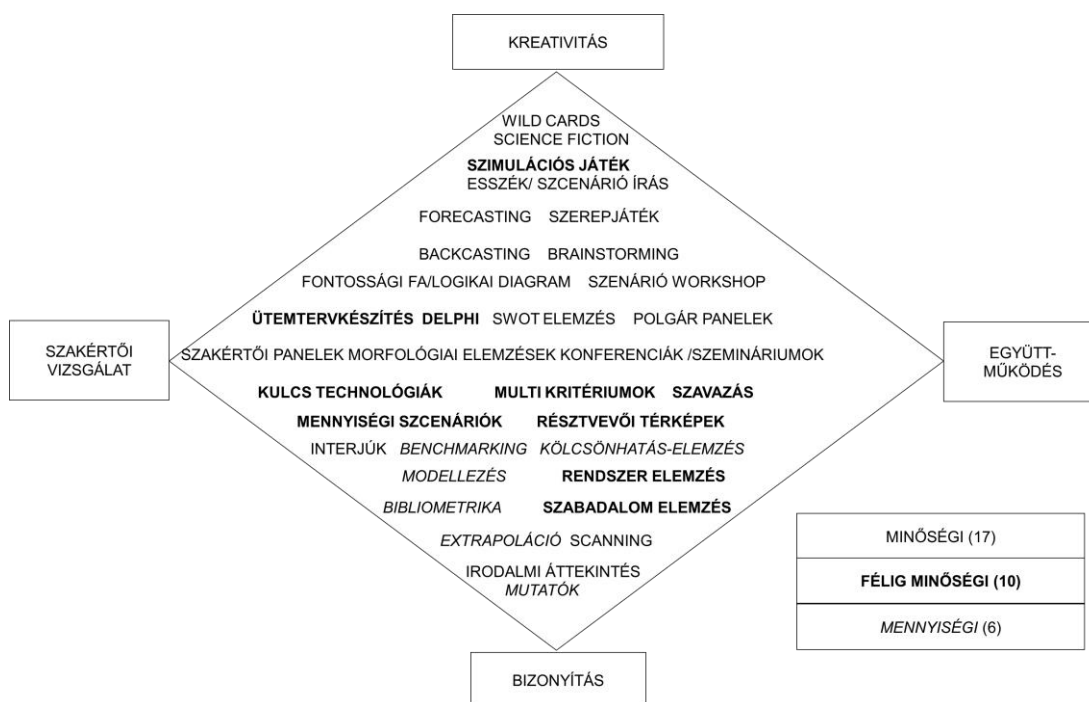 KREATIVITÁS
WILD CARDS
SCIENCE FICTION
SZIMULÁCIÓS JÁTÉK
ESSZÉK/ SZCENÁRIÓ ÍRÁS
FORECASTING SZEREPJÁTÉK
BACKCASTING BRAINSTORMING
FONTOSSÁGI FA/LOGIKAI DIAGRAM SZENÁRIÓ WORKSHOP
ÜTEMTERVKÉSZÍTÉS DELPHI SWOT ELEMZÉS POLGÁR PANELEK
SZAKÉRTŐI
VIZSGÁLAT
SZAKÉRTŐI PANELEK MORFOLÓGIAI ELEMZÉSEK KONFERENCIÁK /SZEMINÁRIUMOK
EGYÜTT-
MŰKÖDÉS
KULCS TECHNOLÓGIÁK MULTI KRITÉRIUMOK SZAVAZÁS
MENNYISÉGI SZCENÁRIÓK RÉSZTVEVŐI TÉRKÉPEK
INTERJÚK BENCHMARKING KÖLCSÖNHATÁS-ELEMZÉS
MODELLEZÉS RENDSZER ELEMZÉS
BIBLIOMETRIKA SZABADALOM ELEMZÉS
EXTRAPOLÁCIÓ SCANNING
IRODALMI ÁTTEKINTÉS
MUTATÓK
MINŐSÉGI (17)
FÉLIG MINŐSÉGI (10)
MENNYISÉGI (6)
BIZONYÍTÁS